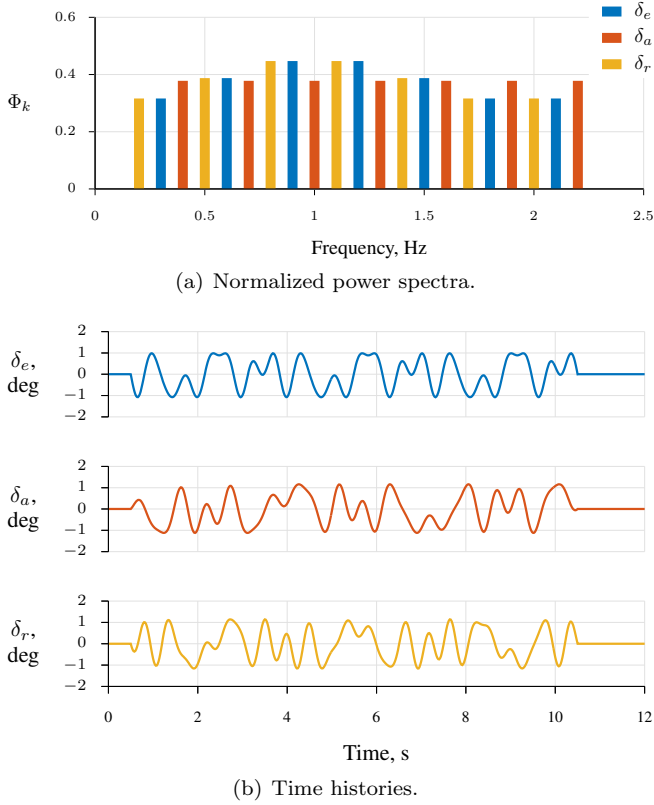 0.6
0.4
0.2
0
Φk
δe
δa
δr
0 0.5 1 1.5 2 2.5
Frequency, Hz
(a) Normalized power spectra.
2
1
0
−1
−2
δe,
deg
2
1
0
−1
−2
δa,
deg
2
1
0
−1
−2
δr,
deg
0 2 4 6 8 10 12
Time, s
(b) Time histories.